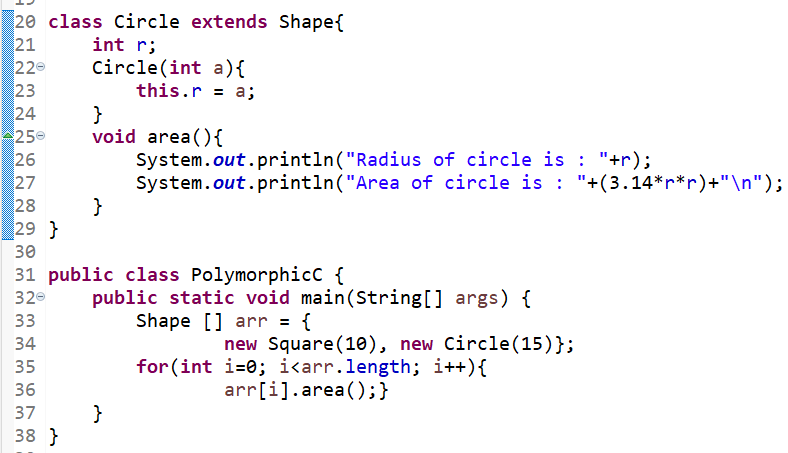 20 class Circle extends Shape{
21     int r;
22     Circle(int a){
23         this.r = a;
24     }
25     void area(){
26         System.out.println("Radius of circle is : "+r);
27         System.out.println("Area of circle is : "+(3.14*r*r)+"\n");
28     }
29 }
30
31 public class PolymorphicC {
32     public static void main(String[] args) {
33         Shape [] arr = {
34                 new Square(10), new Circle(15)};
35         for(int i=0; i<arr.length; i++){
36                 arr[i].area();}
37     }
38 }